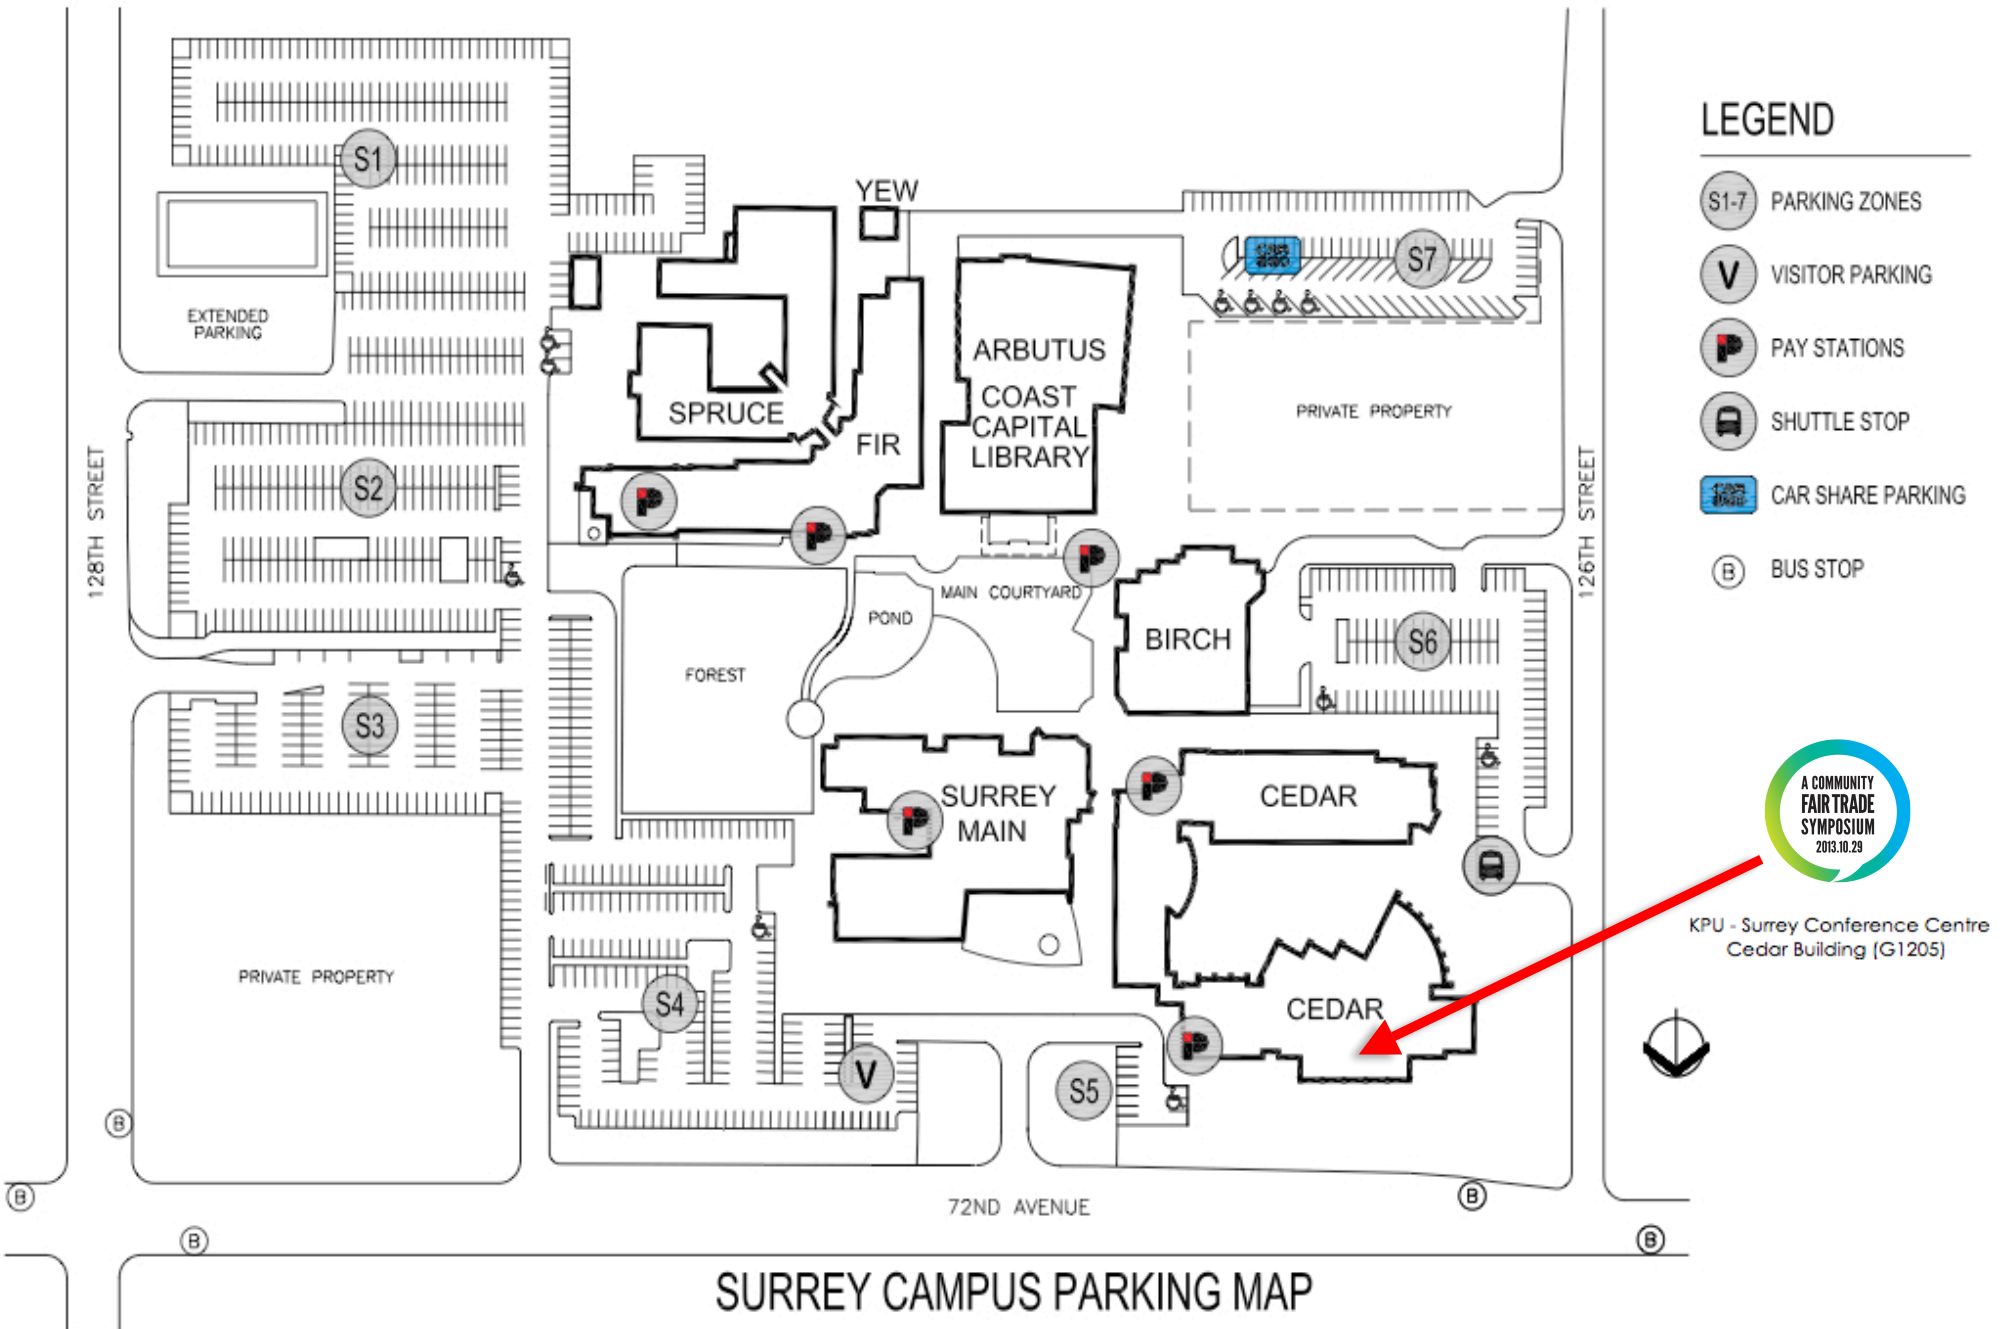 S1
EXTENDED
PARKING
128TH STREET
S2
S3
PRIVATE PROPERTY
YEW
SPRUCE
FIR
ARBUTUS
COAST
CAPITAL
LIBRARY
S7
PRIVATE PROPERTY
126TH STREET
MAIN COURTYARD
POND
FOREST
BIRCH
S6
SURREY
MAIN
CEDAR
CEDAR
S4
V
S5
B
B
B
B
B
72ND AVENUE
SURREY CAMPUS PARKING MAP
LEGEND
S1-7 PARKING ZONES
V VISITOR PARKING
P PAY STATIONS
SHUTTLE STOP
CAR SHARE PARKING
B BUS STOP
A COMMUNITY
FAIR TRADE
SYMPOSIUM
2013.10.29
KPU - Surrey Conference Centre
Cedar Building (G1205)